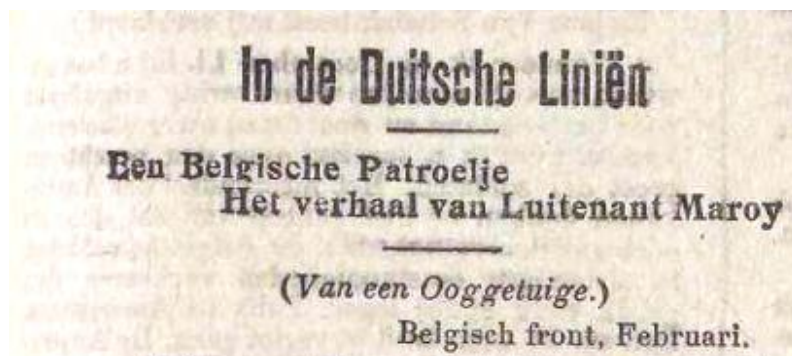 In de Duitsche Liniën
Een Belgische Patroelje
Het verhaal van Luitenant Maroy
(Van een Ooggetuige.)
Belgisch front, Februari.